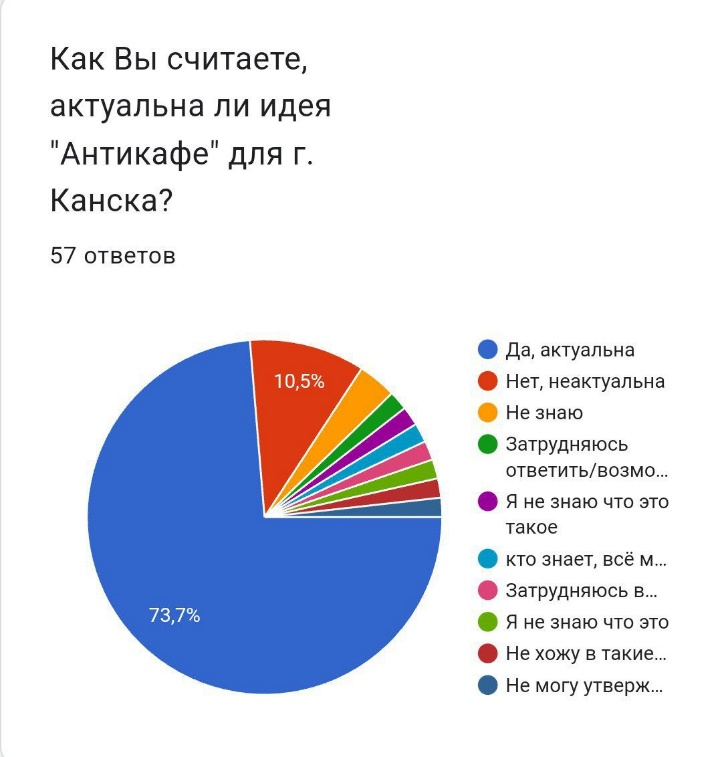 Как Вы считаете,
актуальна ли идея
"Антикафе" для г.
Канска?
57 ответов
10,5%
73,7%
Да, актуальна
Нет, неактуальна
Не знаю
Затрудняюсь
ответить/возмо...
Я не знаю что это
такое
кто знает, всё м...
Затрудняюсь в...
Я не знаю что это
Не хожу в такие...
Не могу утверж...